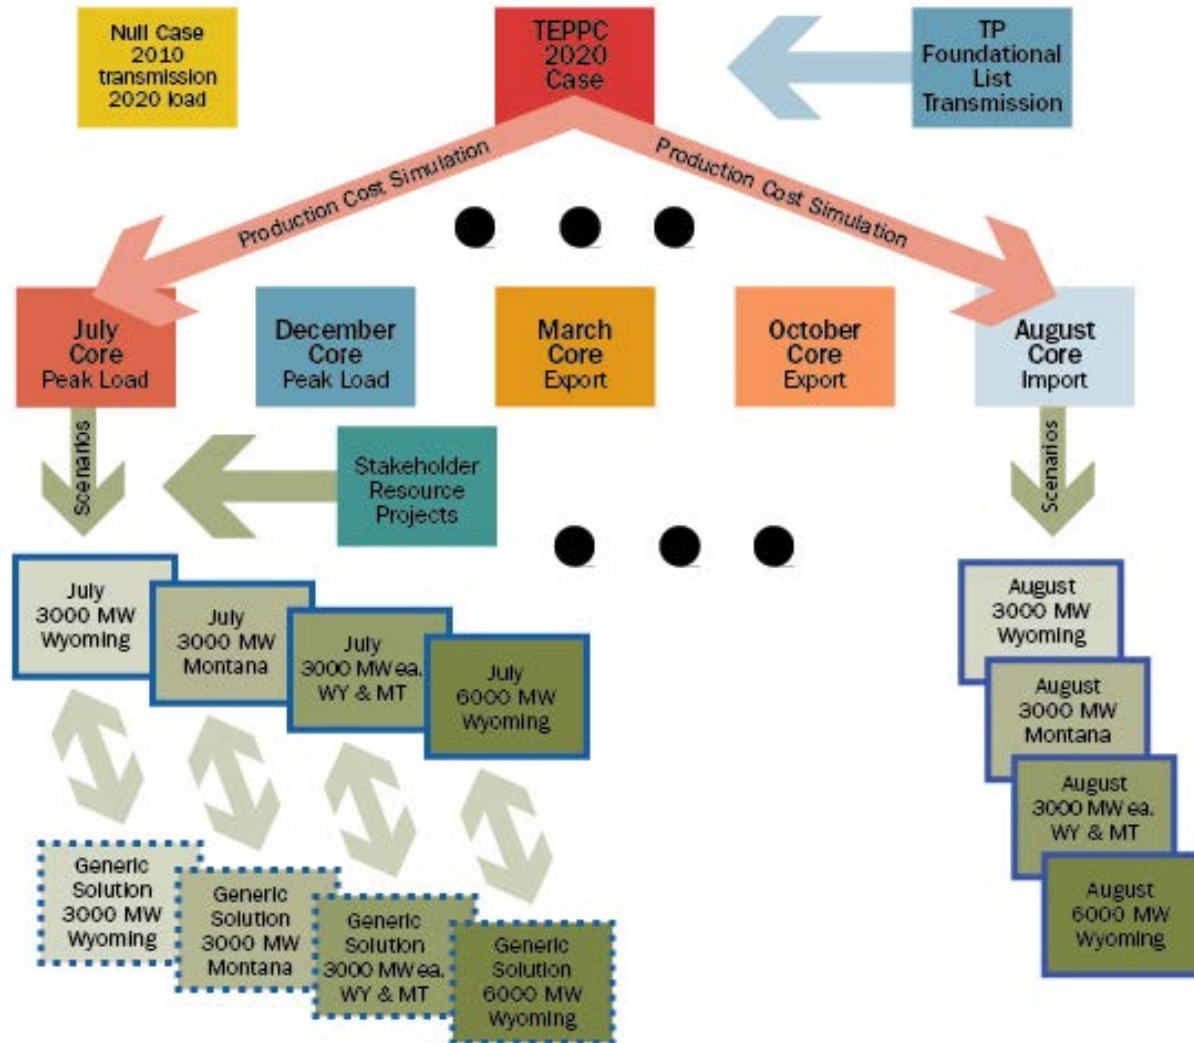 Null Case
2010
transmission
2020 load
TEPPC
2020
Case
TP
Foundational
List
Transmission
Production Cost Simulation
Production Cost Simulation
July
Core
Peak Load
December
Core
Peak Load
March
Core
Export
October
Core
Export
August
Core
Import
Scenarios
Stakeholder
Resource
Projects
Scenarios
July
3000 MW
Wyoming
July
3000 MW
Montana
July
3000 MW ea.
WY & MT
July
6000 MW
Wyoming
August
3000 MW
Wyoming
August
3000 MW
Montana
August
3000 MW ea.
WY & MT
August
6000 MW
Wyoming
Generic
Solution
3000 MW
Wyoming
Generic
Solution
3000 MW
Montana
Generic
Solution
3000 MW ea.
WY & MT
Generic
Solution
6000 MW
Wyoming